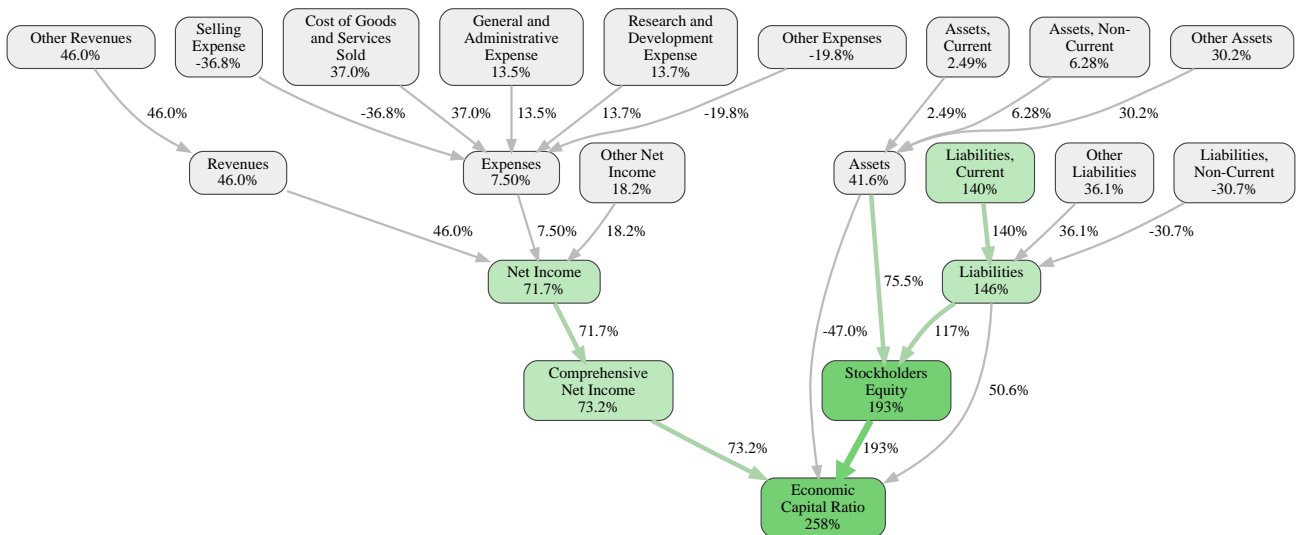 Other Revenues
46.0%
Selling
Expense
-36.8%
Cost of Goods
and Services
Sold
37.0%
General and
Administrative
Expense
13.5%
Research and
Development
Expense
13.7%
Other Expenses
-19.8%
Assets,
Current
2.49%
Assets, Non-
Current
6.28%
Other Assets
30.2%
46.0%
-36.8%
37.0%
13.5%
13.7%
-19.8%
2.49%
6.28%
30.2%
Revenues
46.0%
Expenses
7.50%
Other Net
Income
18.2%
Assets
41.6%
Liabilities,
Current
140%
Other
Liabilities
36.1%
Liabilities,
Non-Current
-30.7%
46.0%
7.50%
18.2%
140%
36.1%
-30.7%
Net Income
71.7%
75.5%
Liabilities
146%
71.7%
-47.0%
117%
Comprehensive
Net Income
73.2%
Stockholders
Equity
193%
50.6%
73.2%
193%
Economic
Capital Ratio
258%